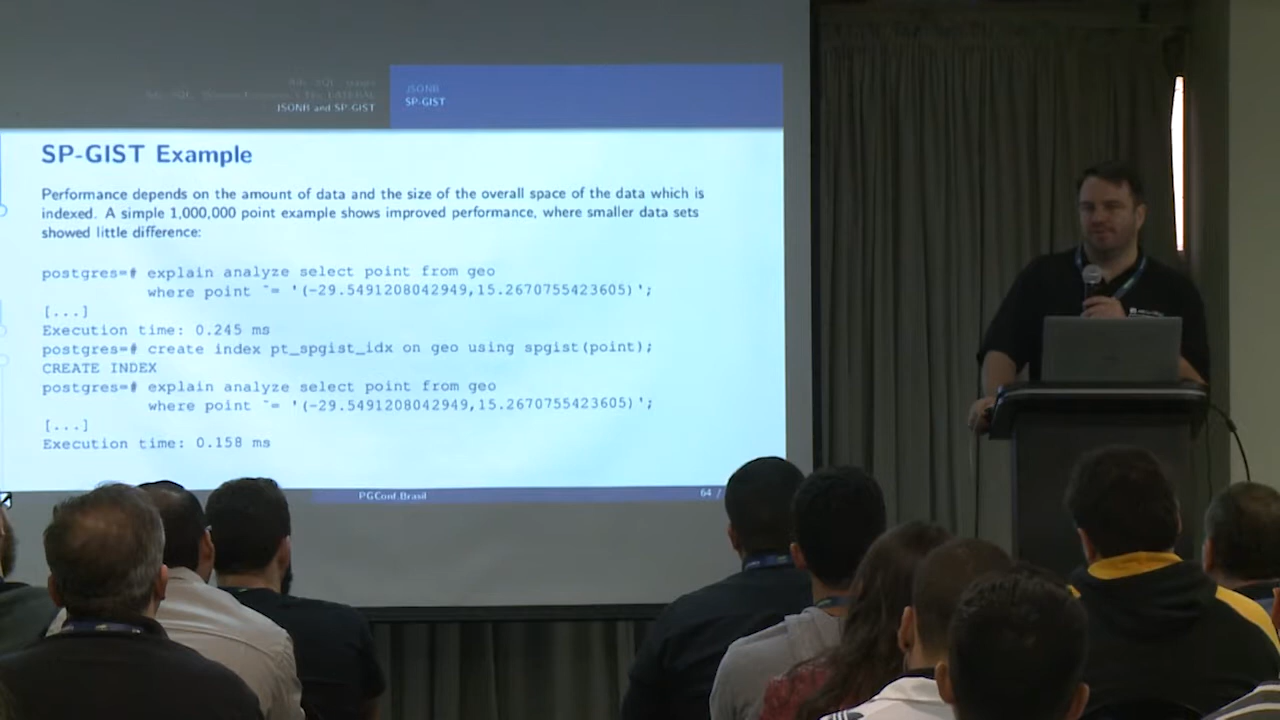 JSONB and SP-GIST
JSONB
SP-GIST
SP-GIST Example
Performance depends on the amount of data and the size of the overall space of the data which is
indexed. A simple 1,000,000 point example shows improved performance, where smaller data sets
showed little difference:
postgres=# explain analyze select point from geo
where point ~= '(-29.5491208042949,15.2670755423605)';
[...]
Execution time: 0.245 ms
postgres=# create index pt_spgist_idx on geo using spgist(point);
CREATE INDEX
postgres=# explain analyze select point from geo
where point ~= '(-29.5491208042949,15.2670755423605)';
[...]
Execution time: 0.158 ms
PGConf.Brasil
64 /